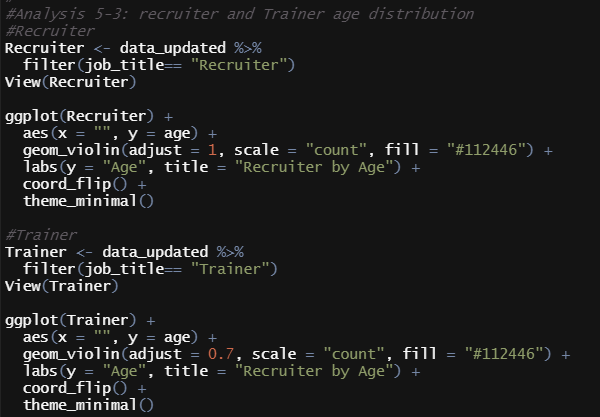 #Analysis 5-3: recruiter and Trainer age distribution
#Recruiter
Recruiter <- data_updated %>%
  filter(job_title== "Recruiter")
View(Recruiter)

ggplot(Recruiter) +
  aes(x = "", y = age) +
  geom_violin(adjust = 1, scale = "count", fill = "#112446") +
  labs(y = "Age", title = "Recruiter by Age") +
  coord_flip() +
  theme_minimal()

#Trainer
Trainer <- data_updated %>%
  filter(job_title== "Trainer")
View(Trainer)

ggplot(Trainer) +
  aes(x = "", y = age) +
  geom_violin(adjust = 0.7, scale = "count", fill = "#112446") +
  labs(y = "Age", title = "Recruiter by Age") +
  coord_flip() +
  theme_minimal()